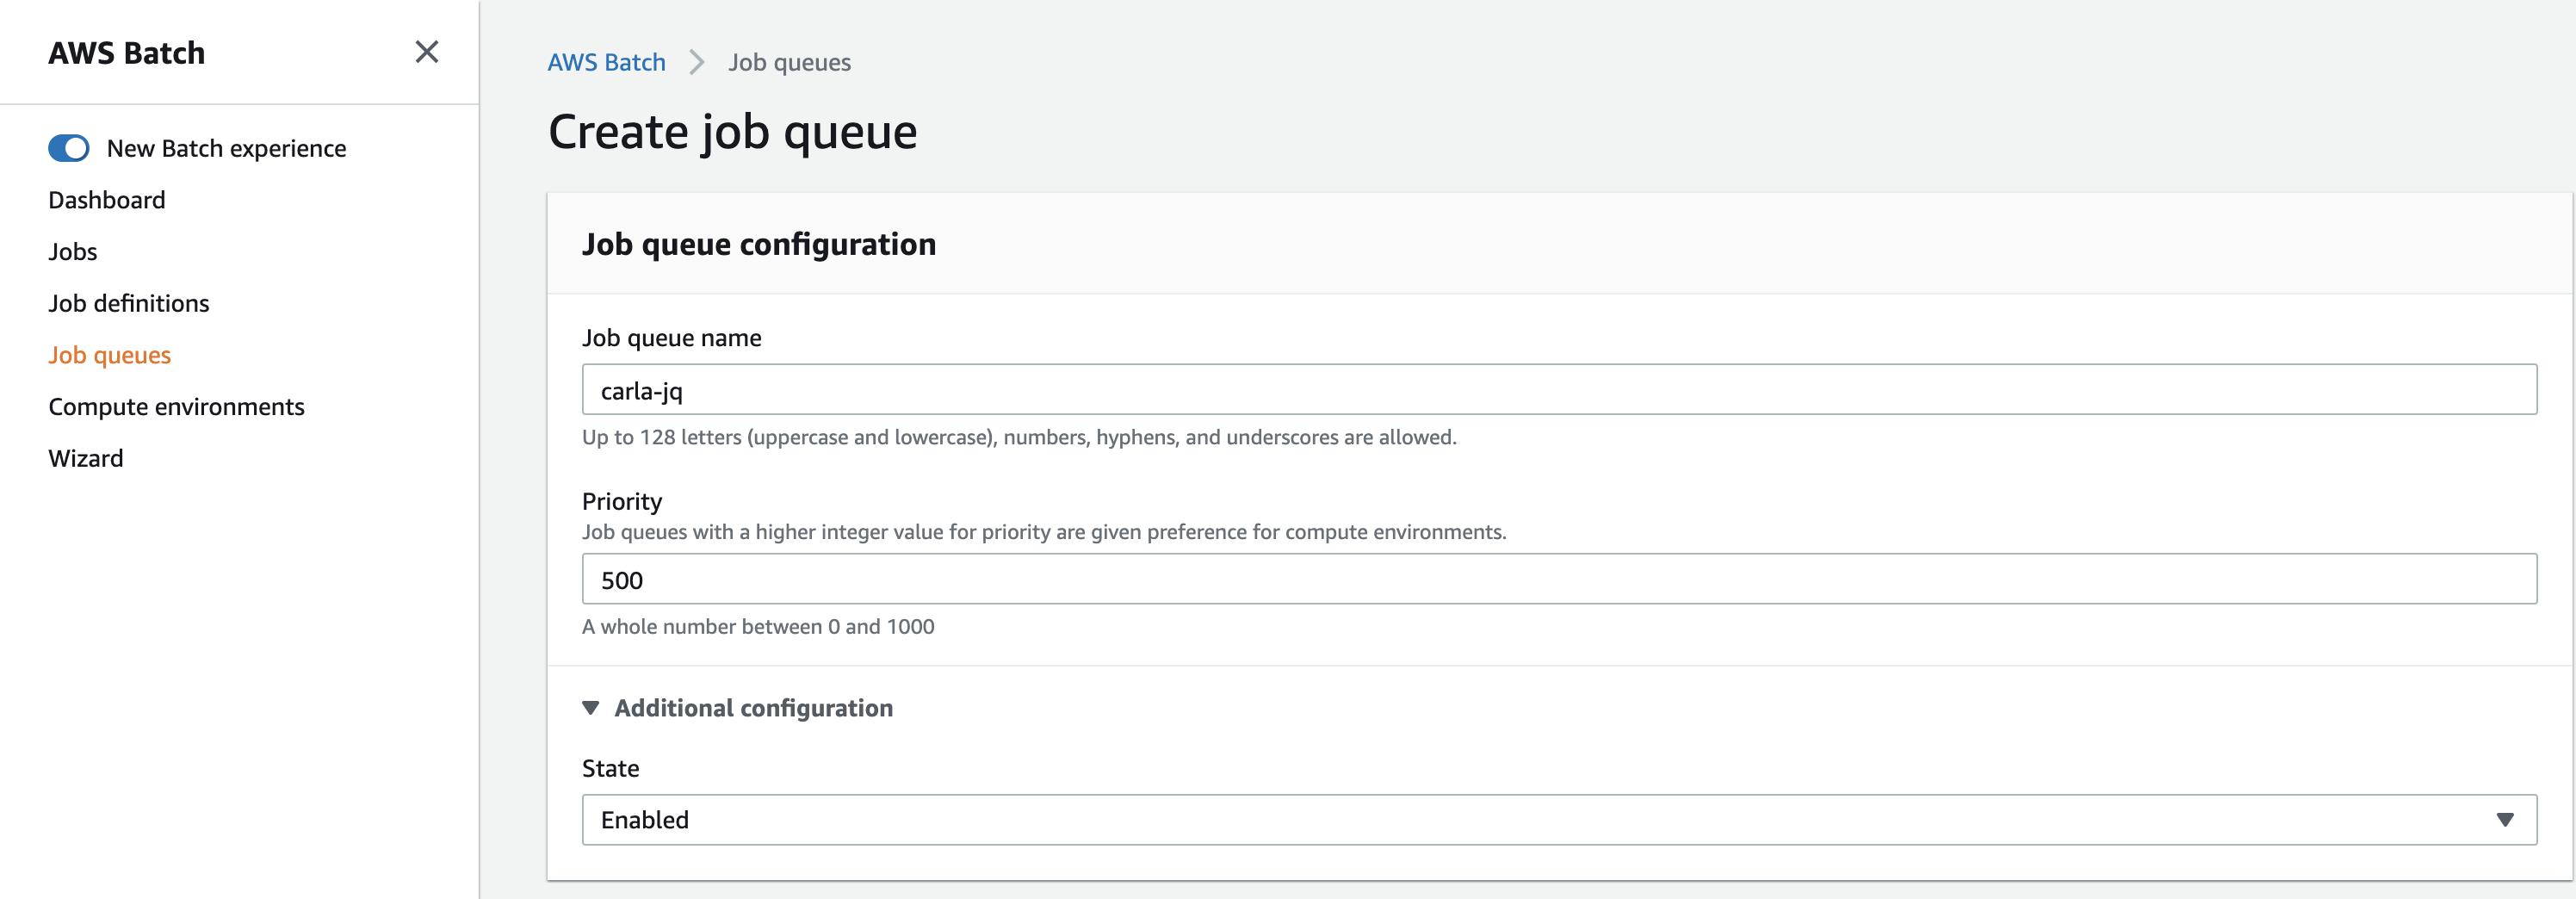 AWS Batch
New Batch experience
Dashboard
Jobs
Job definitions
Job queues
Compute environments
Wizard
AWS Batch > Job queues
Create job queue
Job queue configuration
Job queue name
carla-jq
Up to 128 letters (uppercase and lowercase), numbers, hyphens, and underscores are allowed.
Priority
Job queues with a higher integer value for priority are given preference for compute environments.
500
A whole number between 0 and 1000
Additional configuration
State
Enabled